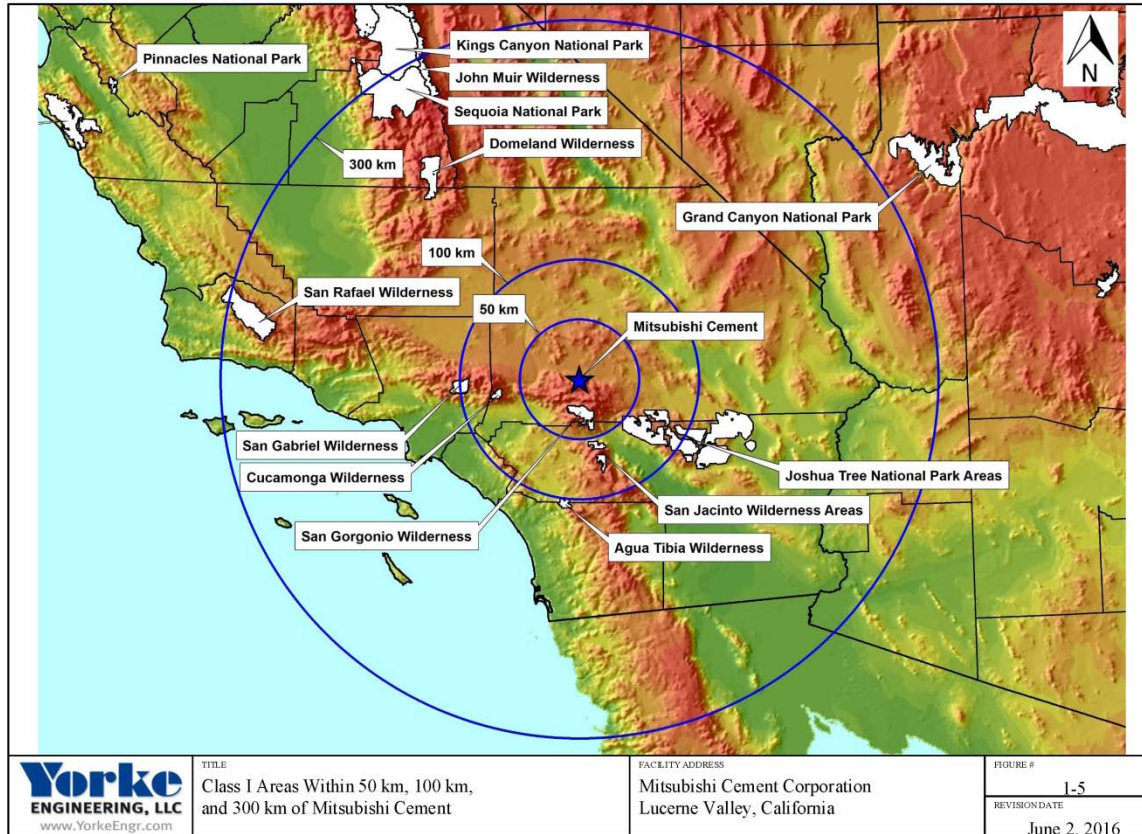 Kings Canyon National Park
Pinnacles National Park
N
John Muir Wilderness
Sequoia National Park
Domeland Wilderness
300 km
Grand Canyon National Park
100 km
San Rafael Wilderness
50 km
Mitsubishi Cement
San Gabriel Wilderness
Cucamonga Wilderness
Joshua Tree National Park Areas
San Jacinto Wilderness Areas
San Gorgonio Wilderness
Agua Tibia Wilderness
Yorke
ENGINEERING, LLC
www.YorkeEngr.com
TITLE
Class I Areas Within 50 km, 100 km,
and 300 km of Mitsubishi Cement
FACILITY ADDRESS
Mitsubishi Cement Corporation
Lucerne Valley, California
FIGURE #
1-5
REVISION DATE
June 2, 2016